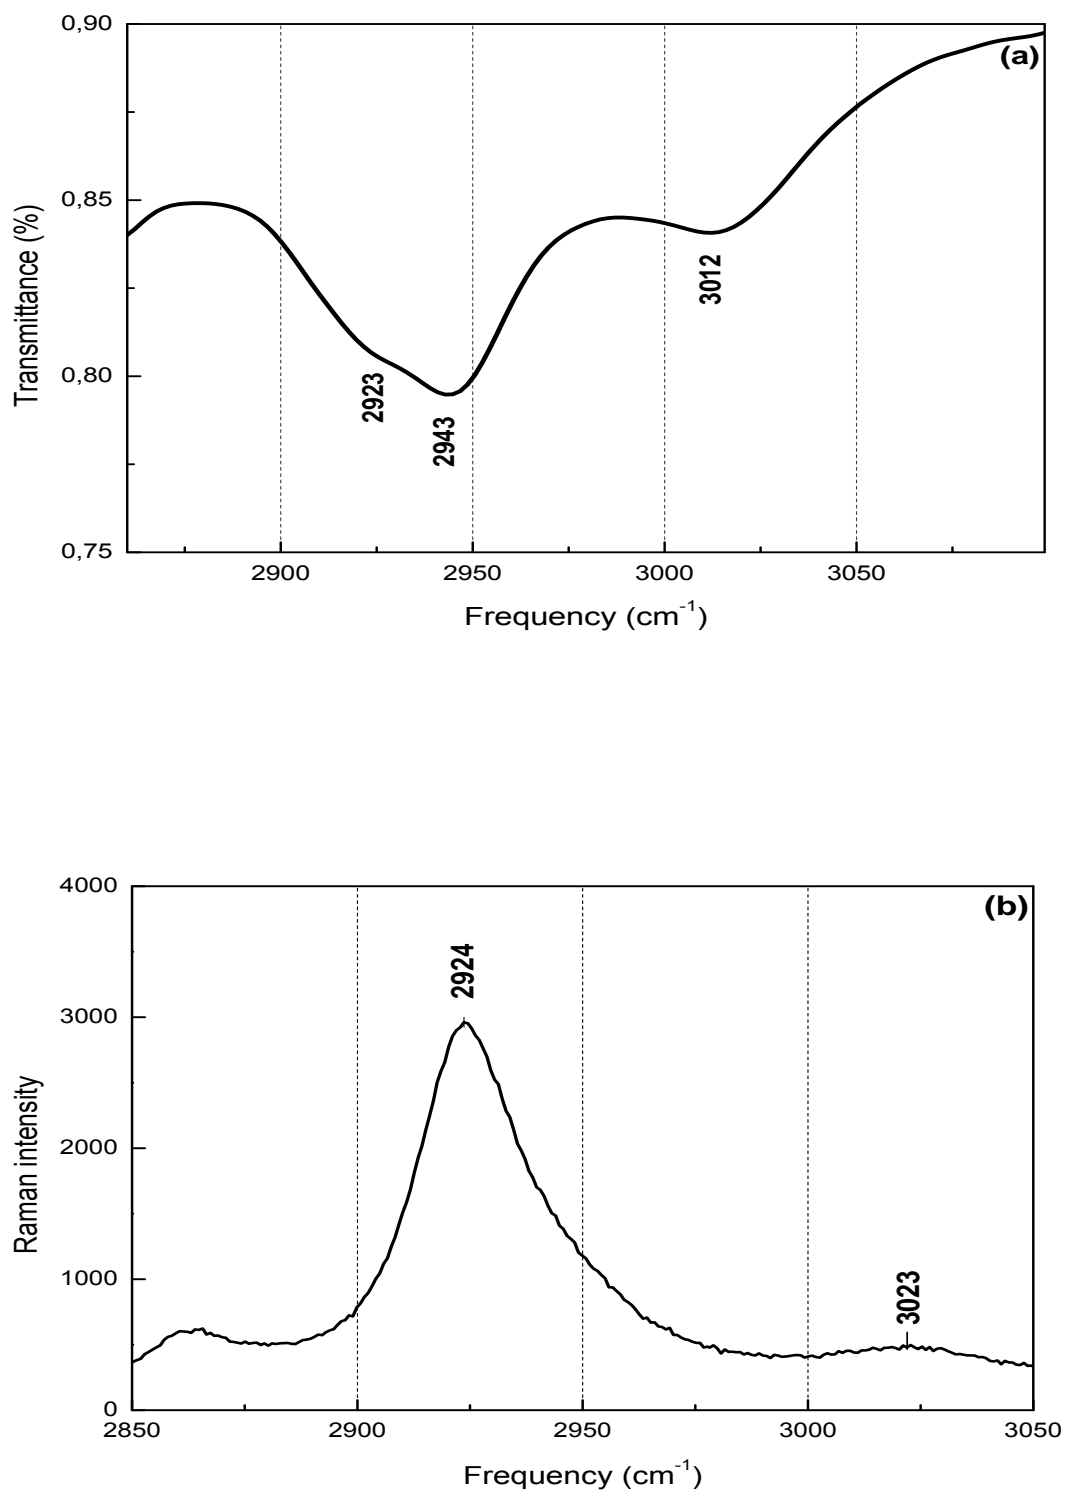 0,90
(a)
0,85
0,80
0,75
Transmittance (%)
2923
2943
3012
2900 2950 3000 3050
Frequency (cm⁻¹)
4000
(b)
3000
2000
1000
0
Raman intensity
2924
3023
2850 2900 2950 3000 3050
Frequency (cm⁻¹)